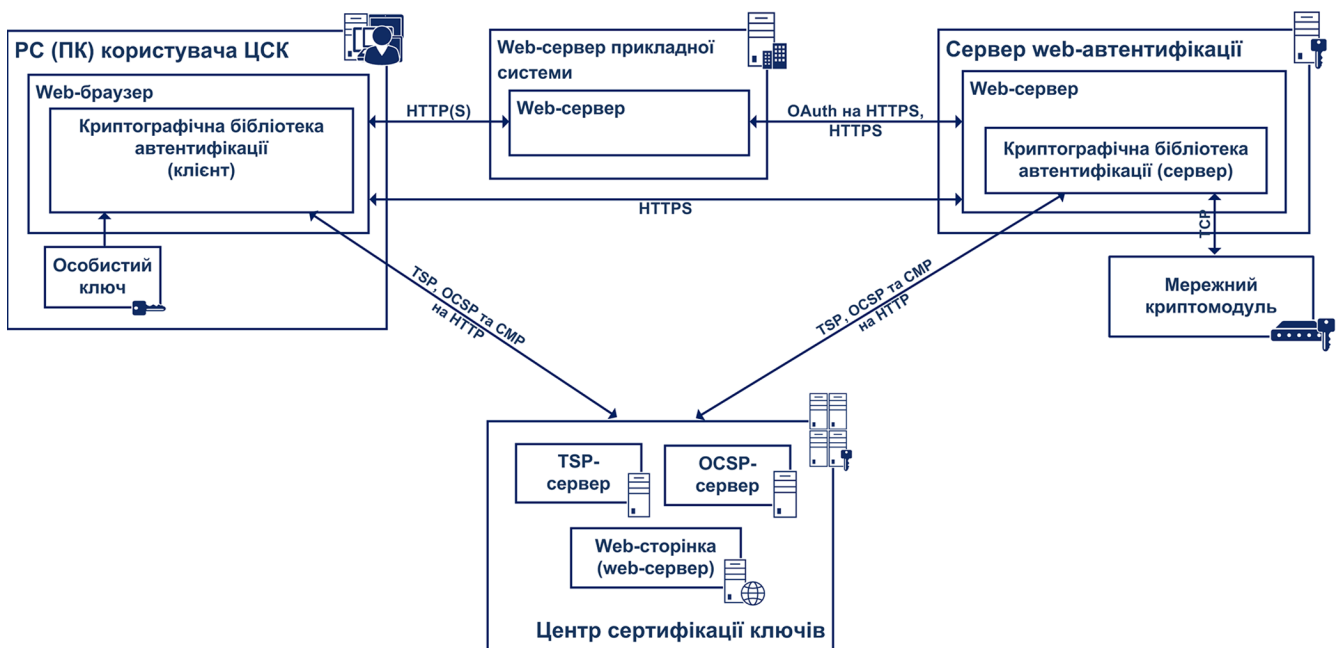 РС (ПК) користувача ЦСК
Web-браузер
Криптографічна бібліотека
автентифікації
(клієнт)
Особистий
ключ
HTTP(S)
Web-сервер прикладної
системи
Web-сервер
OAuth на HTTPS,
HTTPS
HTTPS
Сервер web-автентифікації
Web-сервер
Криптографічна бібліотека
автентифікації (сервер)
TCP
Мережний
криптомодуль
TSP, OCSP та CMP
на HTTP
TSP, OCSP та CMP
на HTTP
TSP-
сервер
OCSP-
сервер
Web-сторінка
(web-сервер)
Центр сертифікації ключів